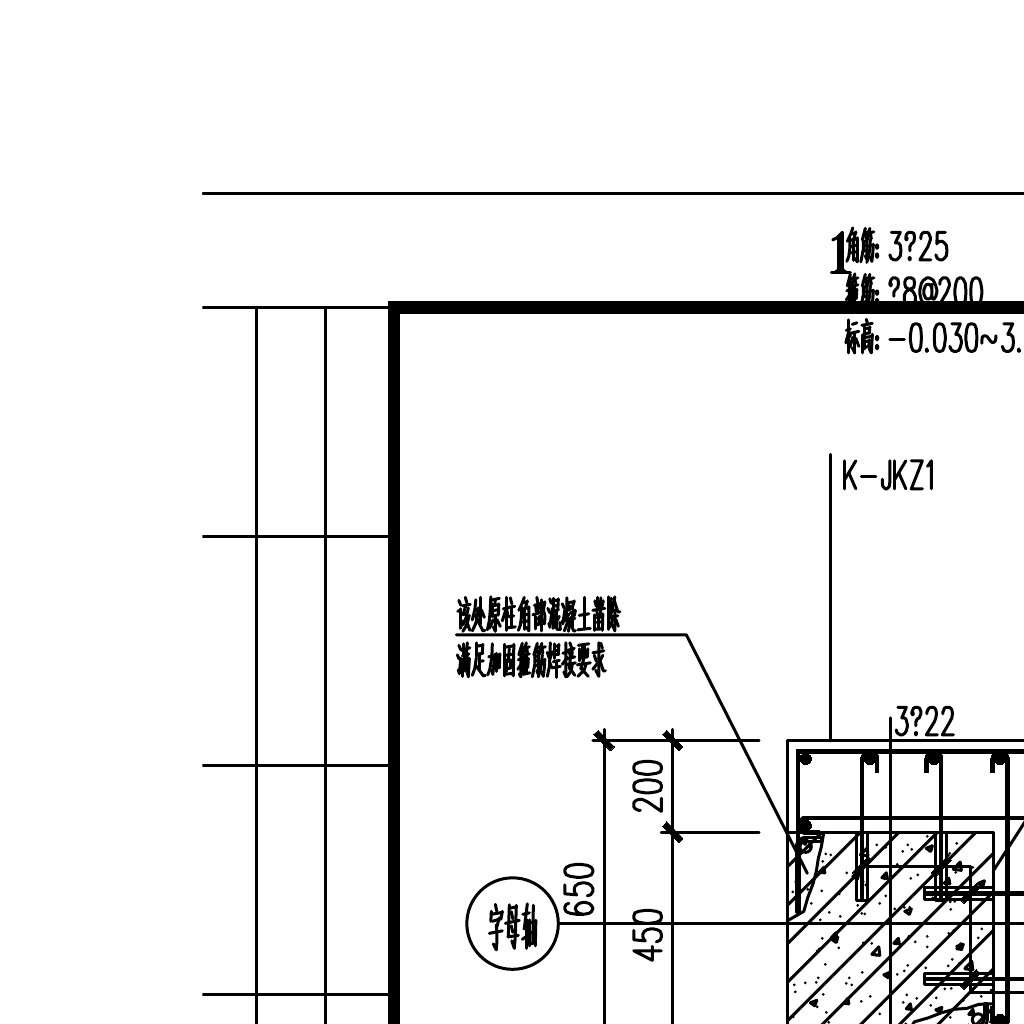 1
角筋: 3?25
箍筋: ?8@200
标高: -0.030~3.
K-JKZ1
该处原柱角部混凝土凿除
满足加固箍筋焊接要求
3?22
200
650
450
字母轴